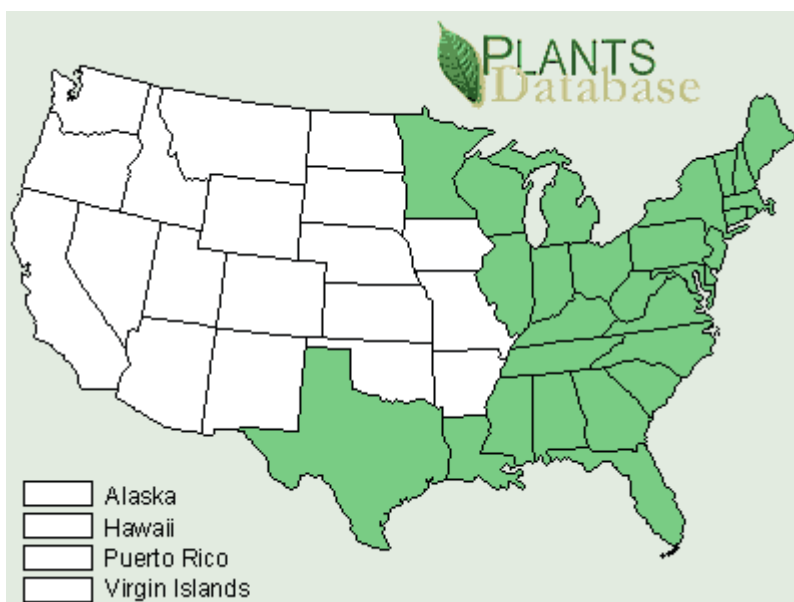 PLANTS
Database
Alaska
Hawaii
Puerto Rico
Virgin Islands